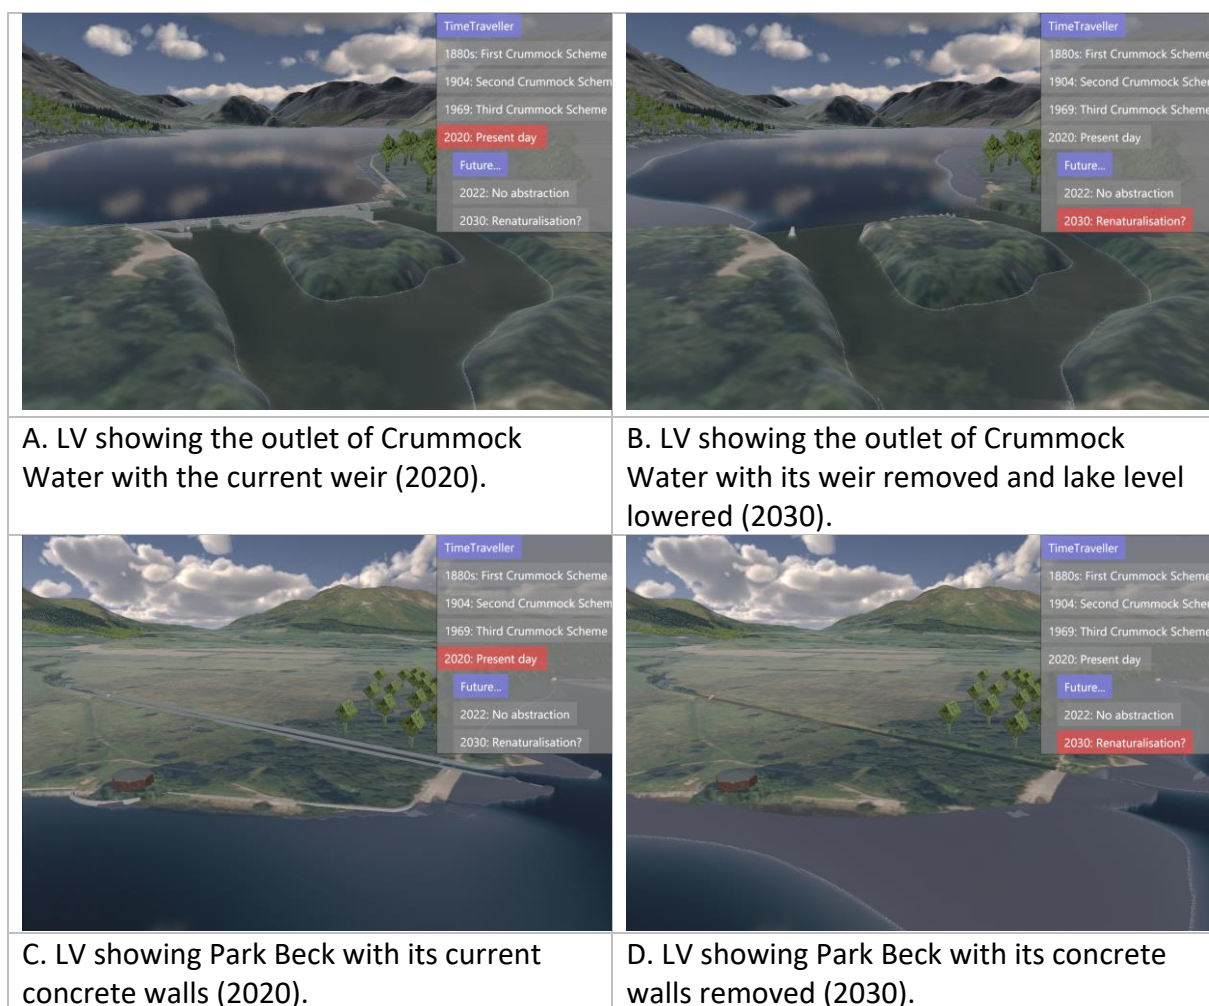 TimeTraveller
1880s: First Crummock Scheme
1904: Second Crummock Schem
1969: Third Crummock Scheme
2020: Present day
Future...
2022: No abstraction
2030: Renaturalisation?
TimeTraveller
1880s: First Crummock Scheme
1904: Second Crummock Schem
1969: Third Crummock Scheme
2020: Present day
Future...
2022: No abstraction
2030: Renaturalisation?
A. LV showing the outlet of Crummock
Water with the current weir (2020).
B. LV showing the outlet of Crummock
Water with its weir removed and lake level
lowered (2030).
TimeTraveller
1880s: First Crummock Scheme
1904: Second Crummock Schem
1969: Third Crummock Scheme
2020: Present day
Future...
2022: No abstraction
2030: Renaturalisation?
TimeTraveller
1880s: First Crummock Scheme
1904: Second Crummock Scher
1969: Third Crummock Scheme
2020: Present day
Future...
2022: No abstraction
2030: Renaturalisation?
C. LV showing Park Beck with its current
concrete walls (2020).
D. LV showing Park Beck with its concrete
walls removed (2030).